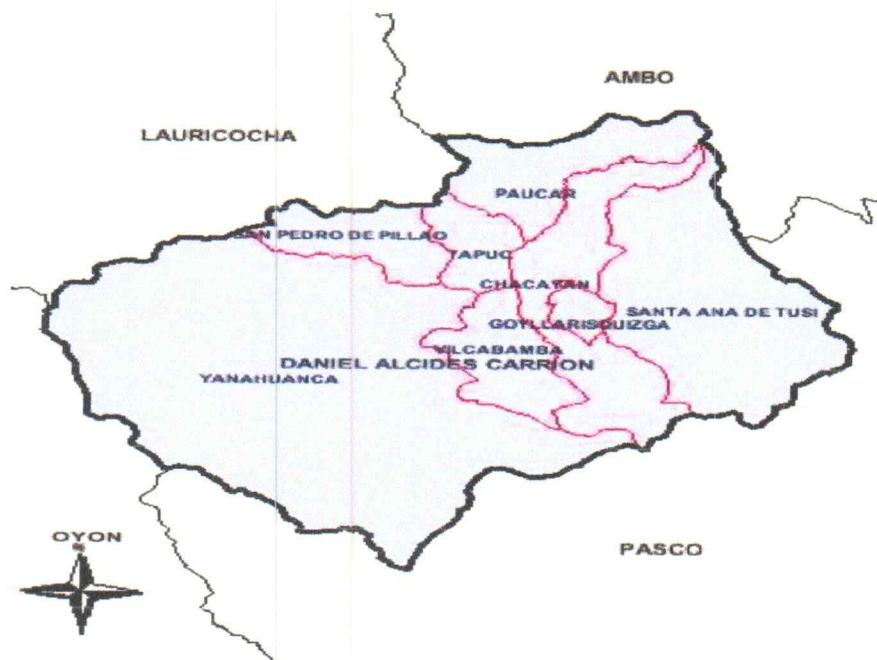 AMBO
LAURICOCHA
PAUCAR
SAN PEDRO DE PILLAO
TAPUC
CHACAYAN
SANTA ANA DE TUSI
GOYLLARISQUIZGA
VILCABAMBA
DANIEL ALCIDES CARRION
YANAHUANCA
OYON
PASCO
N